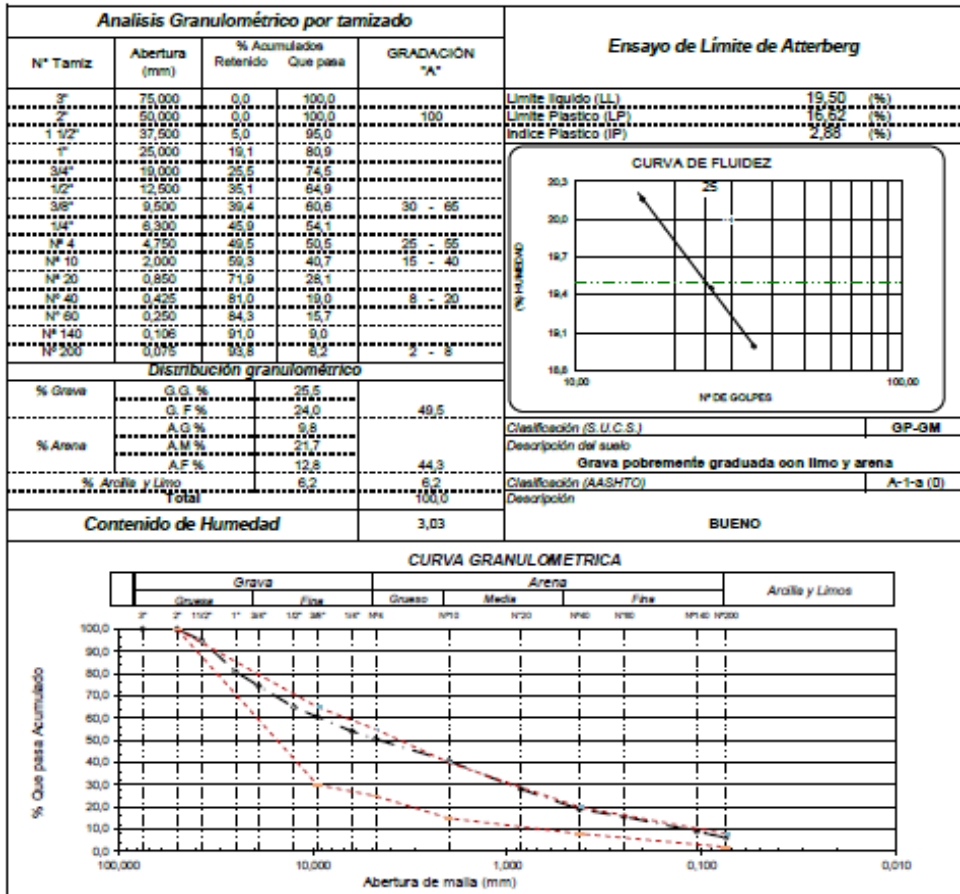 Analisis Granulométrico por tamizado
N° Tamiz Abertura (mm) % Acumulados Retenido Que pasa GRADACIÓN "A"
3" 75,000 0,0 100,0
2" 50,000 0,0 100,0 100
1 1/2" 37,500 5,0 95,0
1" 25,000 19,1 80,9
3/4" 19,000 25,5 74,5
1/2" 12,500 35,1 64,9
3/8" 9,500 39,4 60,6 30 - 65
1/4" 6,300 45,9 54,1
Nº 4 4,750 49,5 50,5 25 - 55
Nº 10 2,000 59,3 40,7 15 - 40
Nº 20 0,850 71,9 28,1
Nº 40 0,425 81,0 19,0 8 - 20
N° 60 0,250 84,3 15,7
Nº 140 0,106 91,0 9,0
Nº 200 0,075 93,8 6,2 2 - 8
Distribución granulométrico
% Grava G.G. % 25,5
G. F % 24,0 49,5
% Arena A.G % 9,8
A.M % 21,7
A.F % 12,8 44,3
% Arcilla y Limo 6,2 6,2
Total 100,0
Contenido de Humedad 3,03
Ensayo de Límite de Atterberg
Limite liquido (LL) 19,50 (%)
Limite Plastico (LP) 16,62 (%)
Indice Plastico (IP) 2,88 (%)
CURVA DE FLUIDEZ
25
20,3
20,0
19,7
19,4
19,1
18,8
(%) HUMEDAD
10,00 100,00
Nº DE GOLPES
Clasificación (S.U.C.S.) GP-GM
Descripción del suelo
Grava pobremente graduada con limo y arena
Clasificación (AASHTO) A-1-a (0)
Descripción
BUENO
CURVA GRANULOMETRICA
Grava Arena Arcilla y Limos
Gruesa Fina Grueso Media Fina
3" 2" 11/2" 1" 3/4" 1/2" 3/8" 1/4" Nº4 Nº10 Nº20 Nº40 Nº60 Nº140 Nº200
100,0
90,0
80,0
70,0
60,0
50,0
40,0
30,0
20,0
10,0
0,0
% Que pasa Acumulado
100,000 10,000 1,000 0,100 0,010
Abertura de malla (mm)